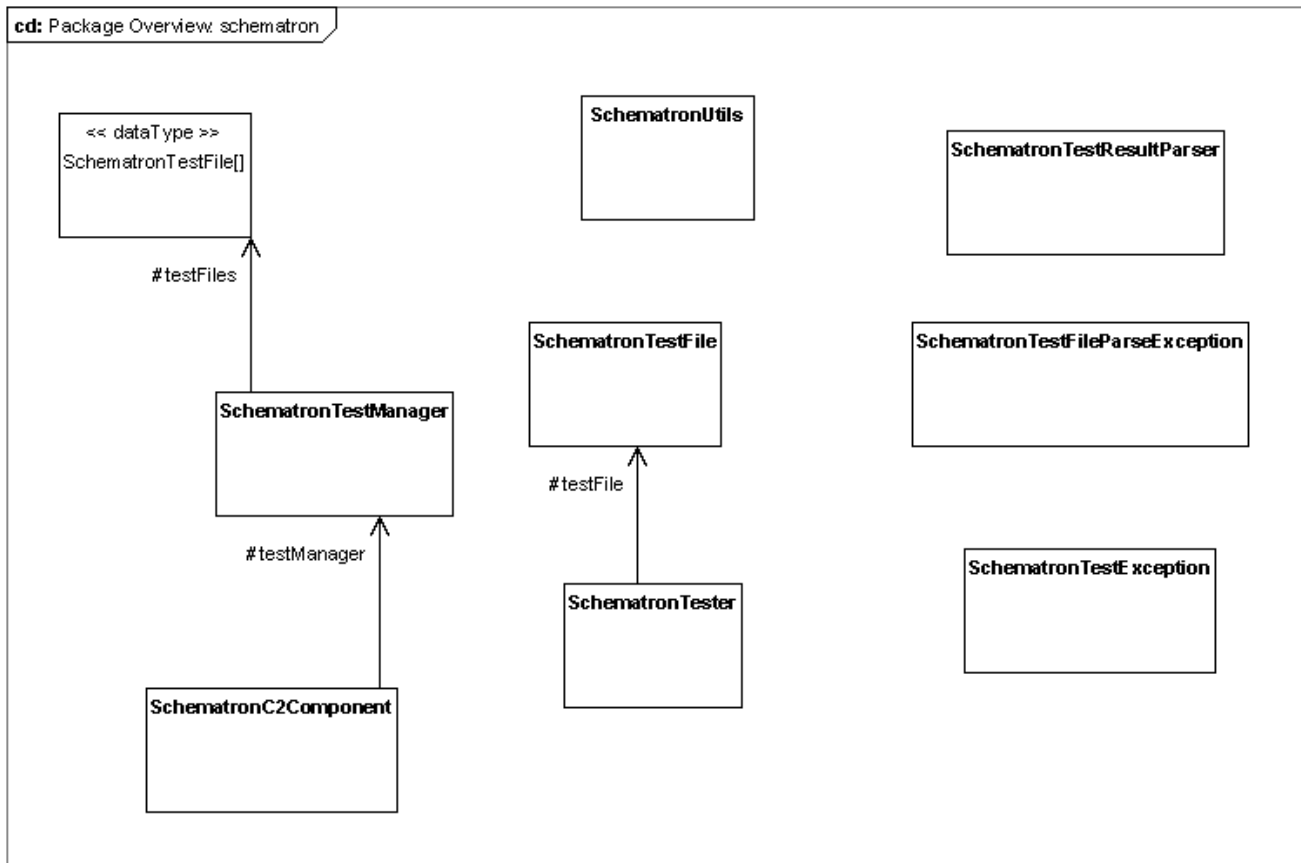 cd: Package Overview: schematron
<< dataType >>
SchematronTestFile[]
SchematronUtils
SchematronTestResultParser
#testFiles
SchematronTestFile
SchematronTestFileParseException
SchematronTestManager
#testFile
#testManager
SchematronTestException
SchematronTester
SchematronC2Component